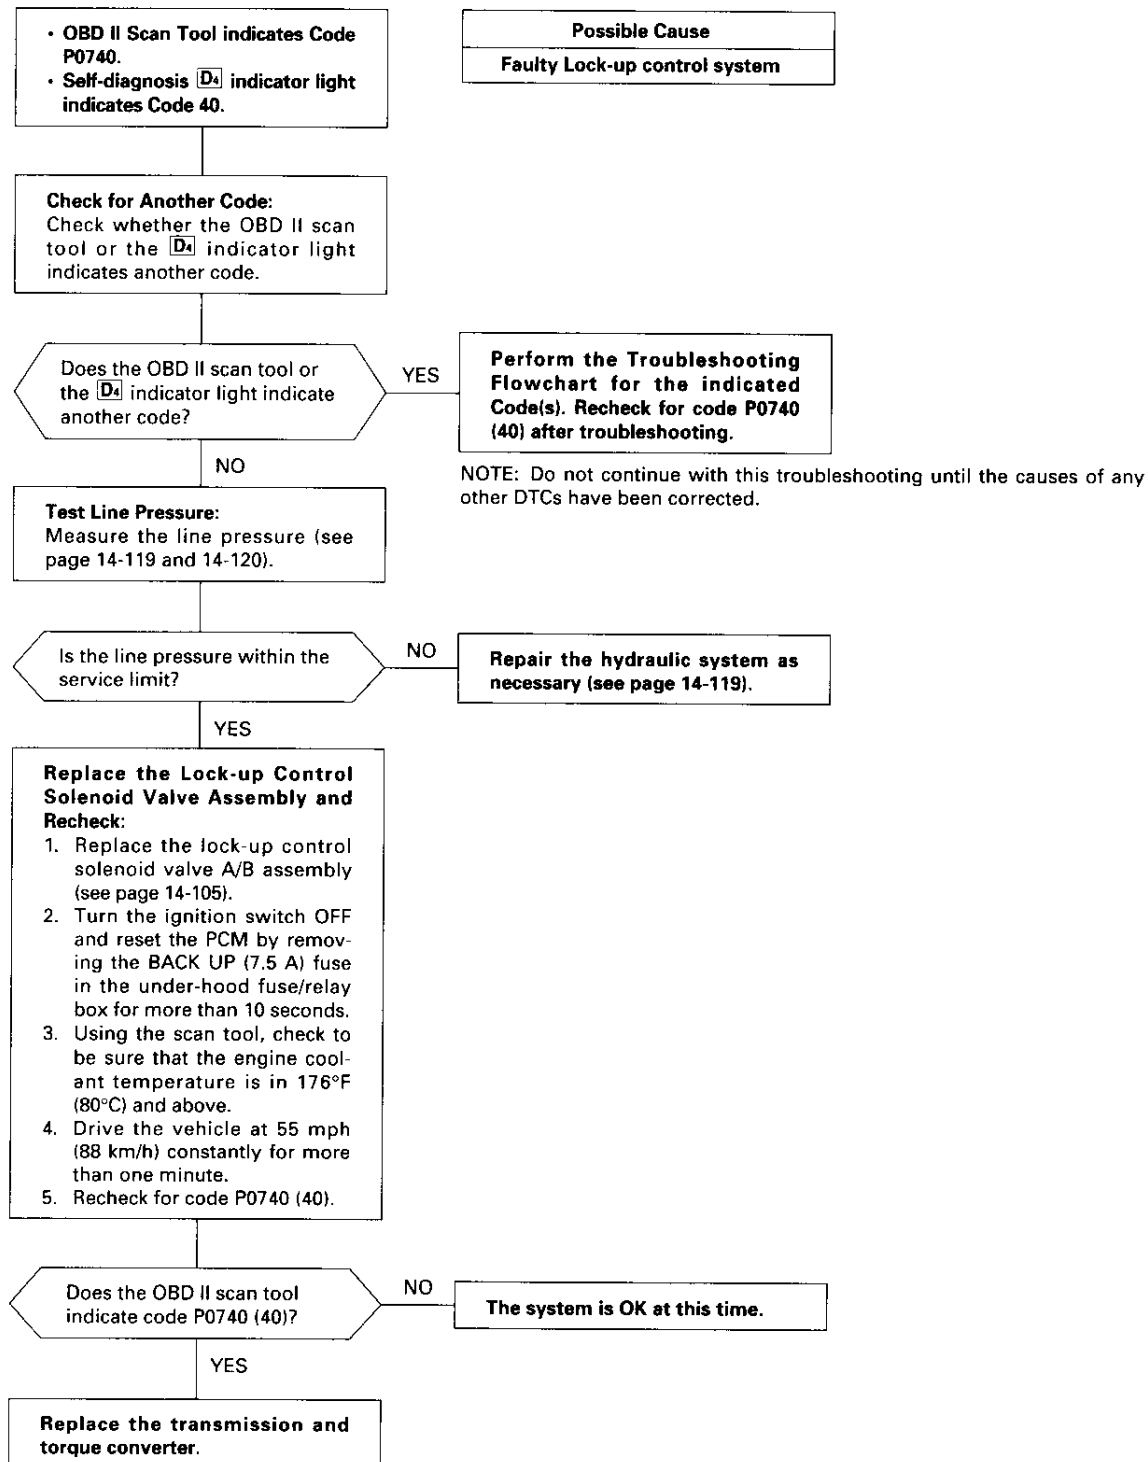 • OBD II Scan Tool indicates Code
P0740.
• Self-diagnosis D4 indicator light
indicates Code 40.
Possible Cause
Faulty Lock-up control system
Check for Another Code:
Check whether the OBD II scan
tool or the D4 indicator light
indicates another code.
Does the OBD II scan tool or
the D4 indicator light indicate
another code?
YES
Perform the Troubleshooting
Flowchart for the indicated
Code(s). Recheck for code P0740
(40) after troubleshooting.
NOTE: Do not continue with this troubleshooting until the causes of any
other DTCs have been corrected.
NO
Test Line Pressure:
Measure the line pressure (see
page 14-119 and 14-120).
Is the line pressure within the
service limit?
NO
Repair the hydraulic system as
necessary (see page 14-119).
YES
Replace the Lock-up Control
Solenoid Valve Assembly and
Recheck:
1. Replace the lock-up control
solenoid valve A/B assembly
(see page 14-105).
2. Turn the ignition switch OFF
and reset the PCM by remov-
ing the BACK UP (7.5 A) fuse
in the under-hood fuse/relay
box for more than 10 seconds.
3. Using the scan tool, check to
be sure that the engine cool-
ant temperature is in 176°F
(80°C) and above.
4. Drive the vehicle at 55 mph
(88 km/h) constantly for more
than one minute.
5. Recheck for code P0740 (40).
Does the OBD II scan tool
indicate code P0740 (40)?
NO
The system is OK at this time.
YES
Replace the transmission and
torque converter.